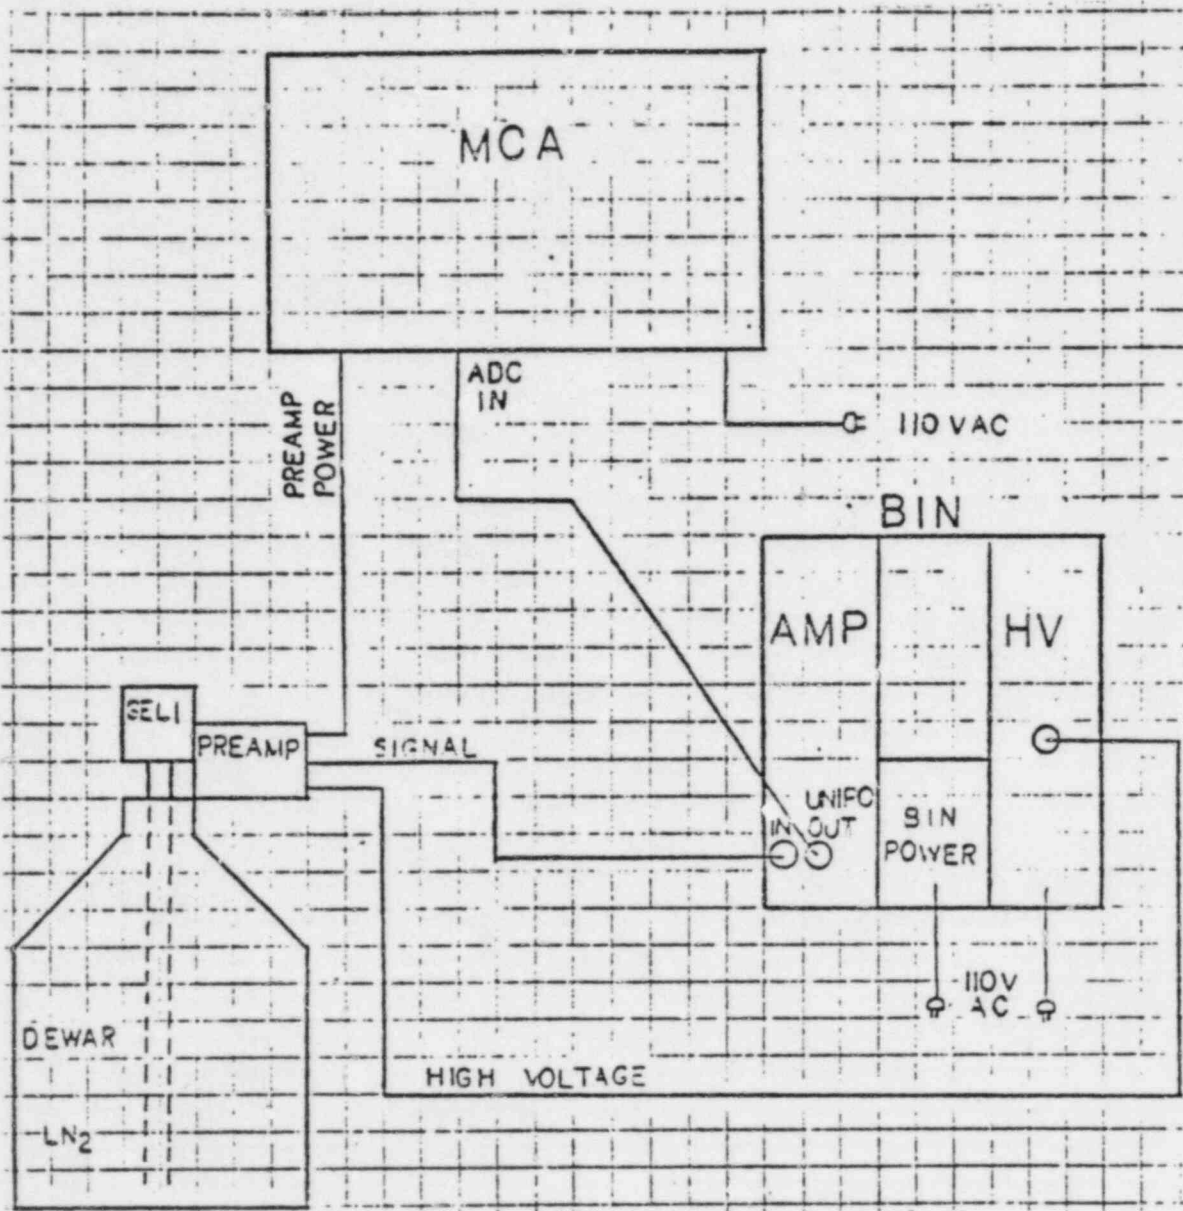 MCA
PREAMP
POWER
ADC
IN
110 VAC
BIN
AMP
HV
GELI
PREAMP
SIGNAL
IN
UNIPO
OUT
BIN
POWER
110V
AC
DEWAR
HIGH VOLTAGE
LN2